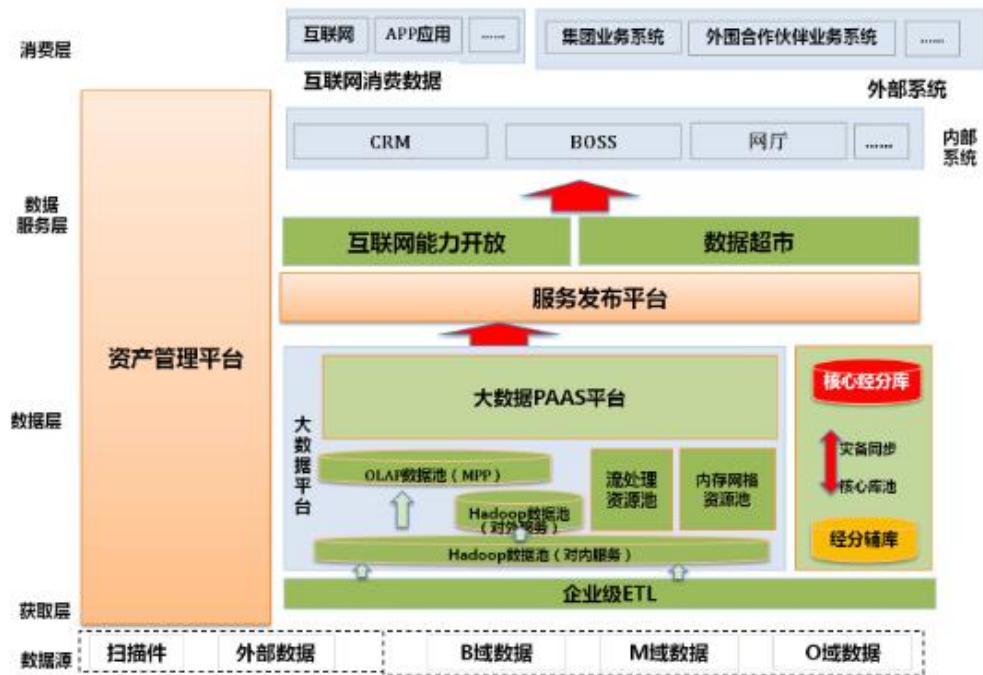 消费层
互联网
APP应用
......
集团业务系统
外围合作伙伴业务系统
......
互联网消费数据
外部系统
CRM
BOSS
网厅
......
内部
系统
数据
服务层
互联网能力开放
数据超市
服务发布平台
资产管理平台
数据层
大数据平台
大数据PAAS平台
OLAP数据池（MPP）
Hadoop数据池
（对外服务）
流处理
资源池
内存网格
资源池
Hadoop数据池（对内服务）
核心经分库
灾备同步
核心库池
经分辅库
获取层
企业级ETL
数据源
扫描件
外部数据
B域数据
M域数据
O域数据